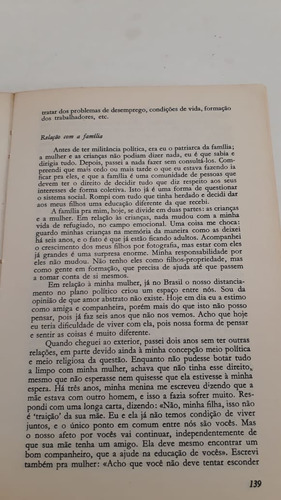 tratar dos problemas de desemprego, condições de vida, formação
dos trabalhadores, etc.
Relação com a família
Antes de ter militância política, eu era o patriarca da família;
a mulher e as crianças não podiam dizer nada, eu é que sabia e
dirigia tudo. Depois, passei a nada fazer sem consultá-los. Com-
preendi que mais cedo ou mais tarde o que eu estava fazendo ia
ficar pra eles, e que a família é uma comunidade de pessoas que
devem ter o direito de decidir tudo que diz respeito aos seus
interesses de forma coletiva. Isto já é uma forma de questionar
o sistema social. Rompi com tudo que tinha herdado e decidi dar
aos meus filhos uma educação diferente da que recebi.
A família pra mim, hoje, se divide em duas partes: as crianças
e a mulher. Em relação às crianças, nada mudou com a minha vida
de refugiado, no campo emocional. Uma coisa me choca:
guardo minhas crianças na memória da maneira como as deixei
há seis anos, e o fato é que já estão ficando adultos. Acompanhei
o crescimento dos meus filhos por fotografia, mas estar com eles
já grandes é uma surpresa enorme. Minha responsabilidade por
eles não mudou. Não tenho eles como filhos-propriedade, mas
como gente em formação, que precisa de ajuda até que passem
a tomar conta de si mesmos.
Em relação à minha mulher, já no Brasil o nosso distancia-
mento no plano político criou um espaço entre nós. Sou da
opinião de que amor abstrato não existe. Hoje em dia eu a estimo
como amiga e companheira, porém mais do que isto não posso
pensar, pois já faz seis anos que não nos vemos. Acho que hoje
eu teria dificuldade de viver com ela, pois nossa forma de pensar
e sentir as coisas é muito diferente.
Quando cheguei ao exterior, passei dois anos sem ter outras
relações, em parte devido ainda à minha concepção meio política
e meio religiosa da questão. Enquanto não pudesse botar tudo
a limpo com minha mulher, achava que não tinha esse direito,
mesmo que não esperasse nem quisesse que ela estivesse à minha
espera. Há três anos, minha menina me escreveu dizendo que a
mãe estava com outro homem, e isso a fazia sofrer muito. Res-
pondi com uma longa carta, dizendo: «Não, minha filha, isso não
é ‘traição’ da sua mãe. Eu e ela já não temos condição de viver
juntos, e o único ponto em comum entre nós são vocês. Mas o
o nosso afeto por vocês vai continuar, independentemente de
que sua mãe tenha um amigo. Ela deve mesmo encontrar um
bom companheiro, que a ajude na educação de vocês». Escrevi
também pra mulher: «Acho que você não deve tentar esconder
139